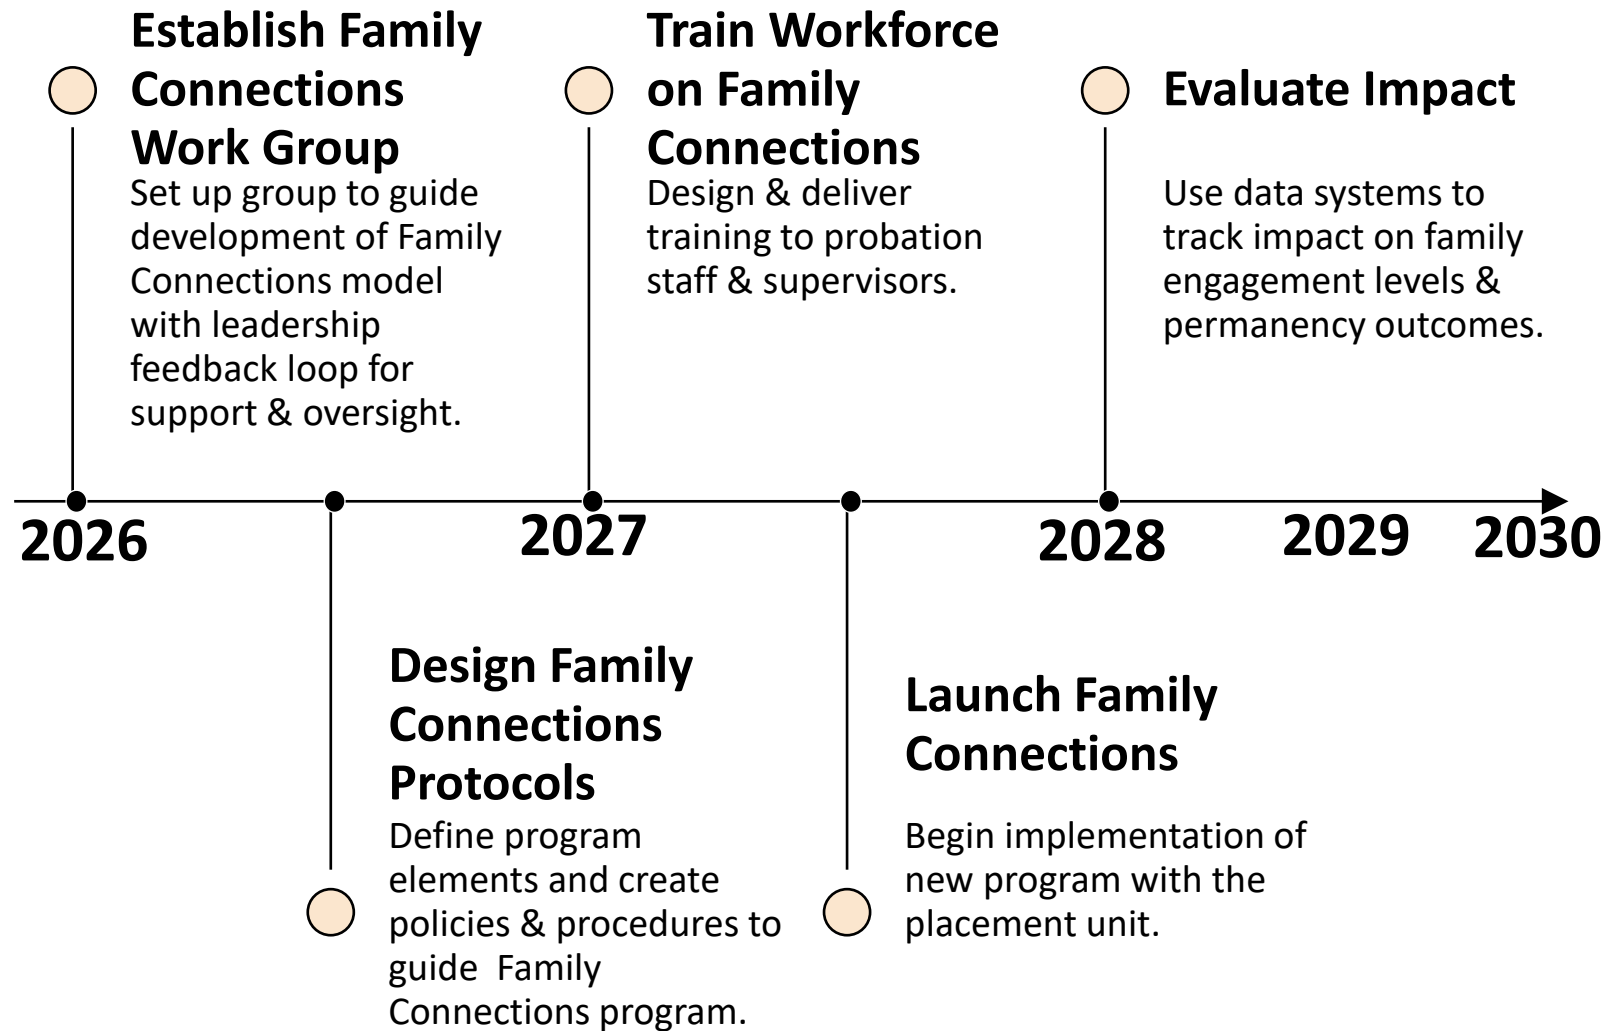 Establish Family
Connections
Work Group
Set up group to guide
development of Family
Connections model
with leadership
feedback loop for
support & oversight.
Train Workforce
on Family
Connections
Design & deliver
training to probation
staff & supervisors.
Evaluate Impact
Use data systems to
track impact on family
engagement levels &
permanency outcomes.
2026
2027
2028
2029
2030
Design Family
Connections
Protocols
Define program
elements and create
policies & procedures to
guide  Family
Connections program.
Launch Family
Connections
Begin implementation of
new program with the
placement unit.